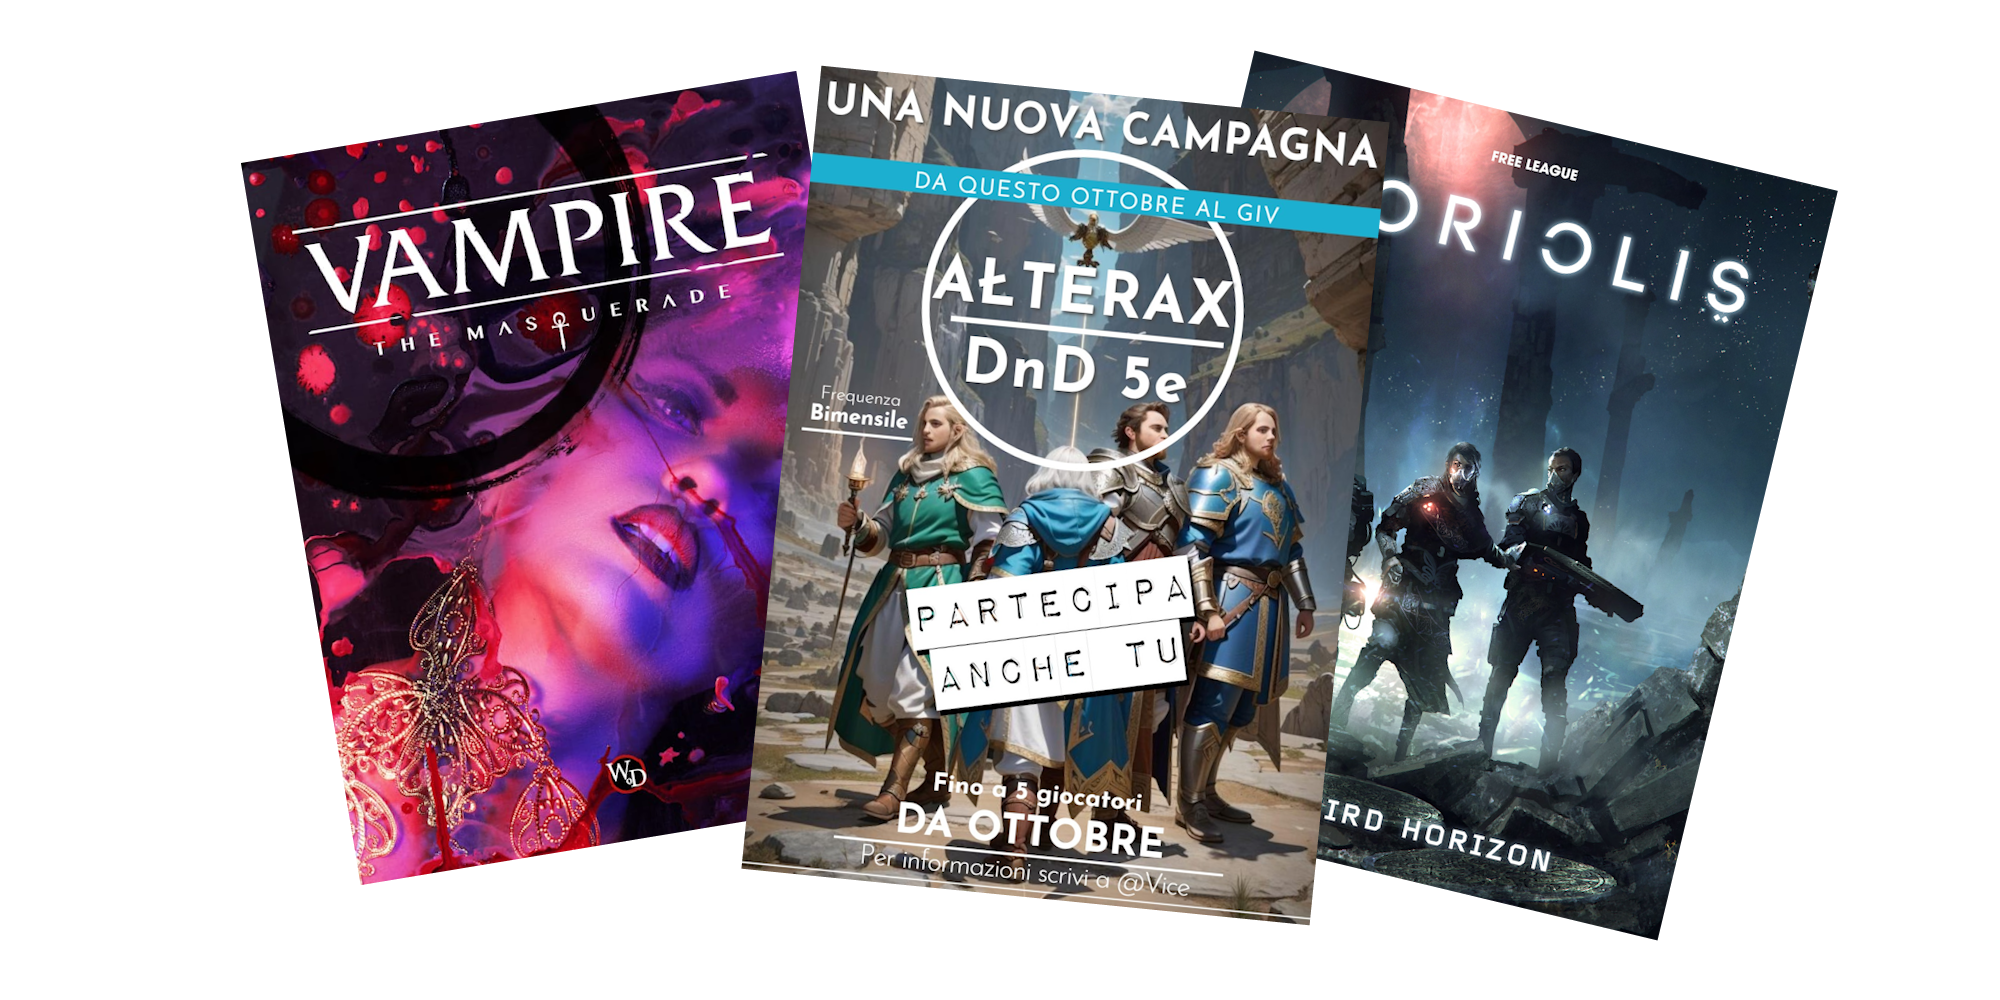 VAMPIRE
THE MASQUERADE
WoD
UNA NUOVA CAMPAGNA
DA QUESTO OTTOBRE AL GIV
AŁTERAX
DnD 5e
Frequenza
Bimensile
PARTECIPA
ANCHE TU
Fino a 5 giocatori
DA OTTOBRE
Per informazioni scrivi a @Vice
FREE LEAGUE
ORIOLIS
IRD HORIZON